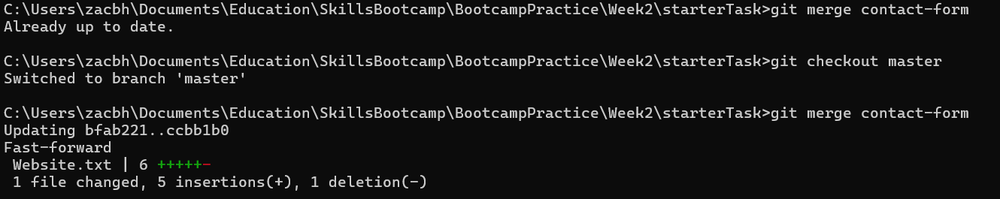 C:\Users\zacbh\Documents\Education\SkillsBootcamp\BootcampPractice\Week2\starterTask>git merge contact-form
Already up to date.
C:\Users\zacbh\Documents\Education\SkillsBootcamp\BootcampPractice\Week2\starterTask>git checkout master
Switched to branch 'master'
C:\Users\zacbh\Documents\Education\SkillsBootcamp\BootcampPractice\Week2\starterTask>git merge contact-form
Updating bfab221..ccbb1b0
Fast-forward
 Website.txt | 6 +++++-
 1 file changed, 5 insertions(+), 1 deletion(-)